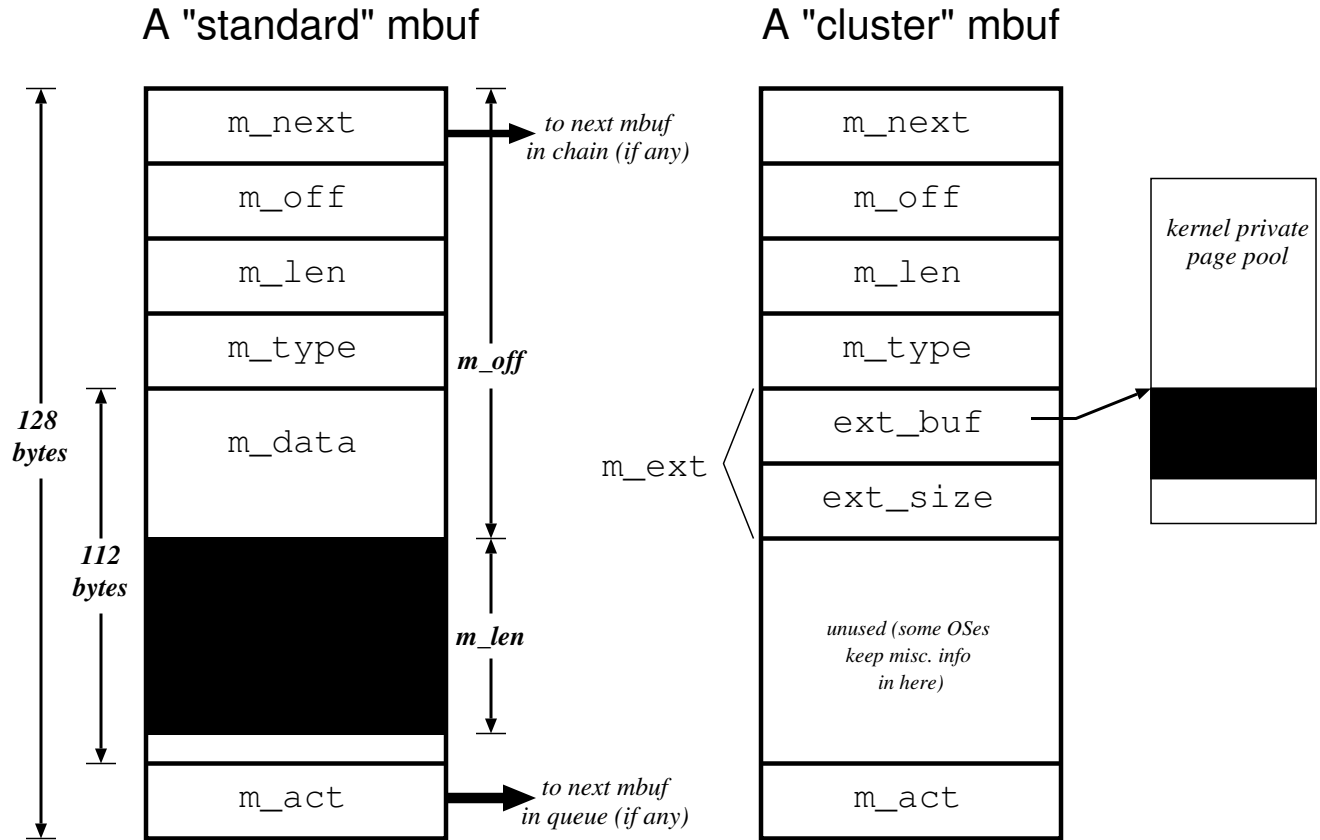 A "standard" mbuf
m_next
m_off
m_len
m_type
m_data
m_act
128
bytes
112
bytes
m_off
m_len
to next mbuf
in chain (if any)
to next mbuf
in queue (if any)
A "cluster" mbuf
m_next
m_off
m_len
m_type
m_ext
ext_buf
ext_size
unused (some OSes
keep misc. info
in here)
m_act
kernel private
page pool